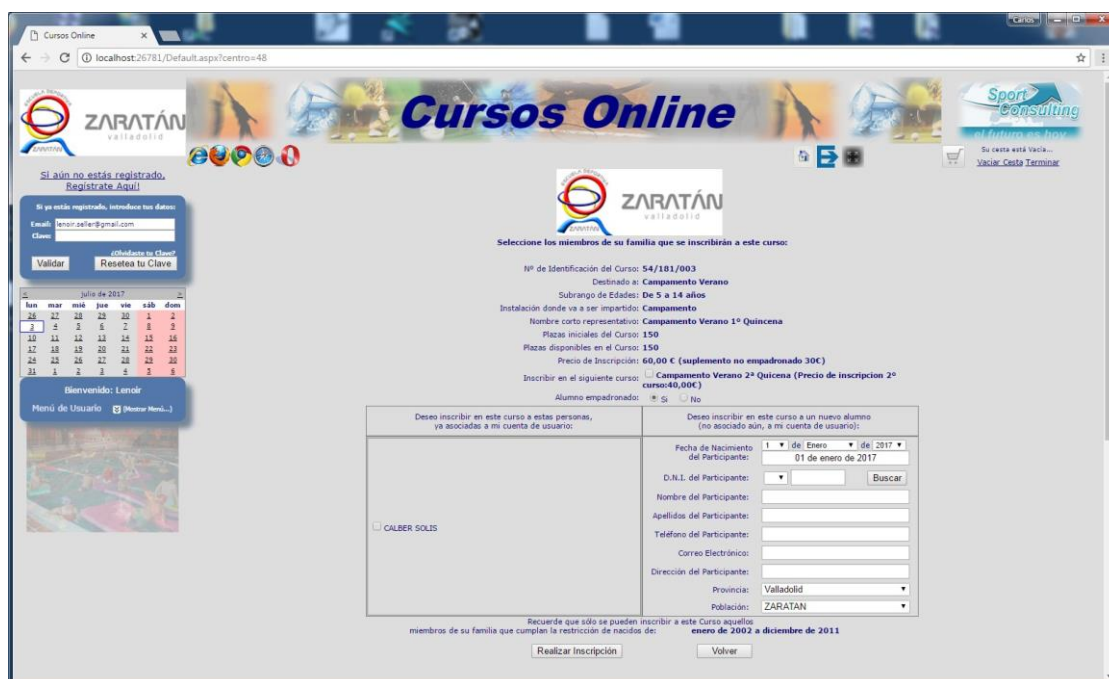 Carlos
Cursos Online
localhost:26781/Default.aspx?centro=48
ESCUELA DEPORTIVA
ZARATÁN
valladolid
ZARATAN
Cursos Online
Sport
Consulting
el futuro es hoy
Su cesta está Vacía...
Vaciar Cesta Terminar
Si aún no estás registrado,
Regístrate Aquí!
Si ya estás registrado, introduce tus datos:
Email: lenoir.seller@gmail.com
Clave:
¿Olvidaste tu Clave?
Validar Resetea tu Clave
< julio de 2017 >
lun mar mié jue vie sáb dom
26 27 28 29 30 1 2
3 4 5 6 7 8 9
10 11 12 13 14 15 16
17 18 19 20 21 22 23
24 25 26 27 28 29 30
31 1 2 3 4 5 6
Bienvenido: Lenoir
Menú de Usuario (Mostrar Menú...)
ESCUELA DEPORTIVA
ZARATÁN
valladolid
ZARATAN
Seleccione los miembros de su familia que se inscribirán a este curso:
Nº de Identificación del Curso: 54/181/003
Destinado a: Campamento Verano
Subrango de Edades: De 5 a 14 años
Instalación donde va a ser impartido: Campamento
Nombre corto representativo: Campamento Verano 1º Quincena
Plazas iniciales del Curso: 150
Plazas disponibles en el Curso: 150
Precio de Inscripción: 60,00 € (suplemento no empadronado 30€)
Inscribir en el siguiente curso: Campamento Verano 2ª Quicena (Precio de inscripcion 2º
curso:40,00€)
Alumno empadronado: Si No
Deseo inscribir en este curso a estas personas,
ya asociadas a mi cuenta de usuario:
CALBER SOLIS
Deseo inscribir en este curso a un nuevo alumno
(no asociado aún, a mi cuenta de usuario):
Fecha de Nacimiento
del Participante:
1 de Enero de 2017
01 de enero de 2017
D.N.I. del Participante: Buscar
Nombre del Participante:
Apellidos del Participante:
Teléfono del Participante:
Correo Electrónico:
Dirección del Participante:
Provincia: Valladolid
Población: ZARATAN
Recuerde que sólo se pueden inscribir a este Curso aquellos
miembros de su familia que cumplan la restricción de nacidos de: enero de 2002 a diciembre de 2011
Realizar Inscripción Volver